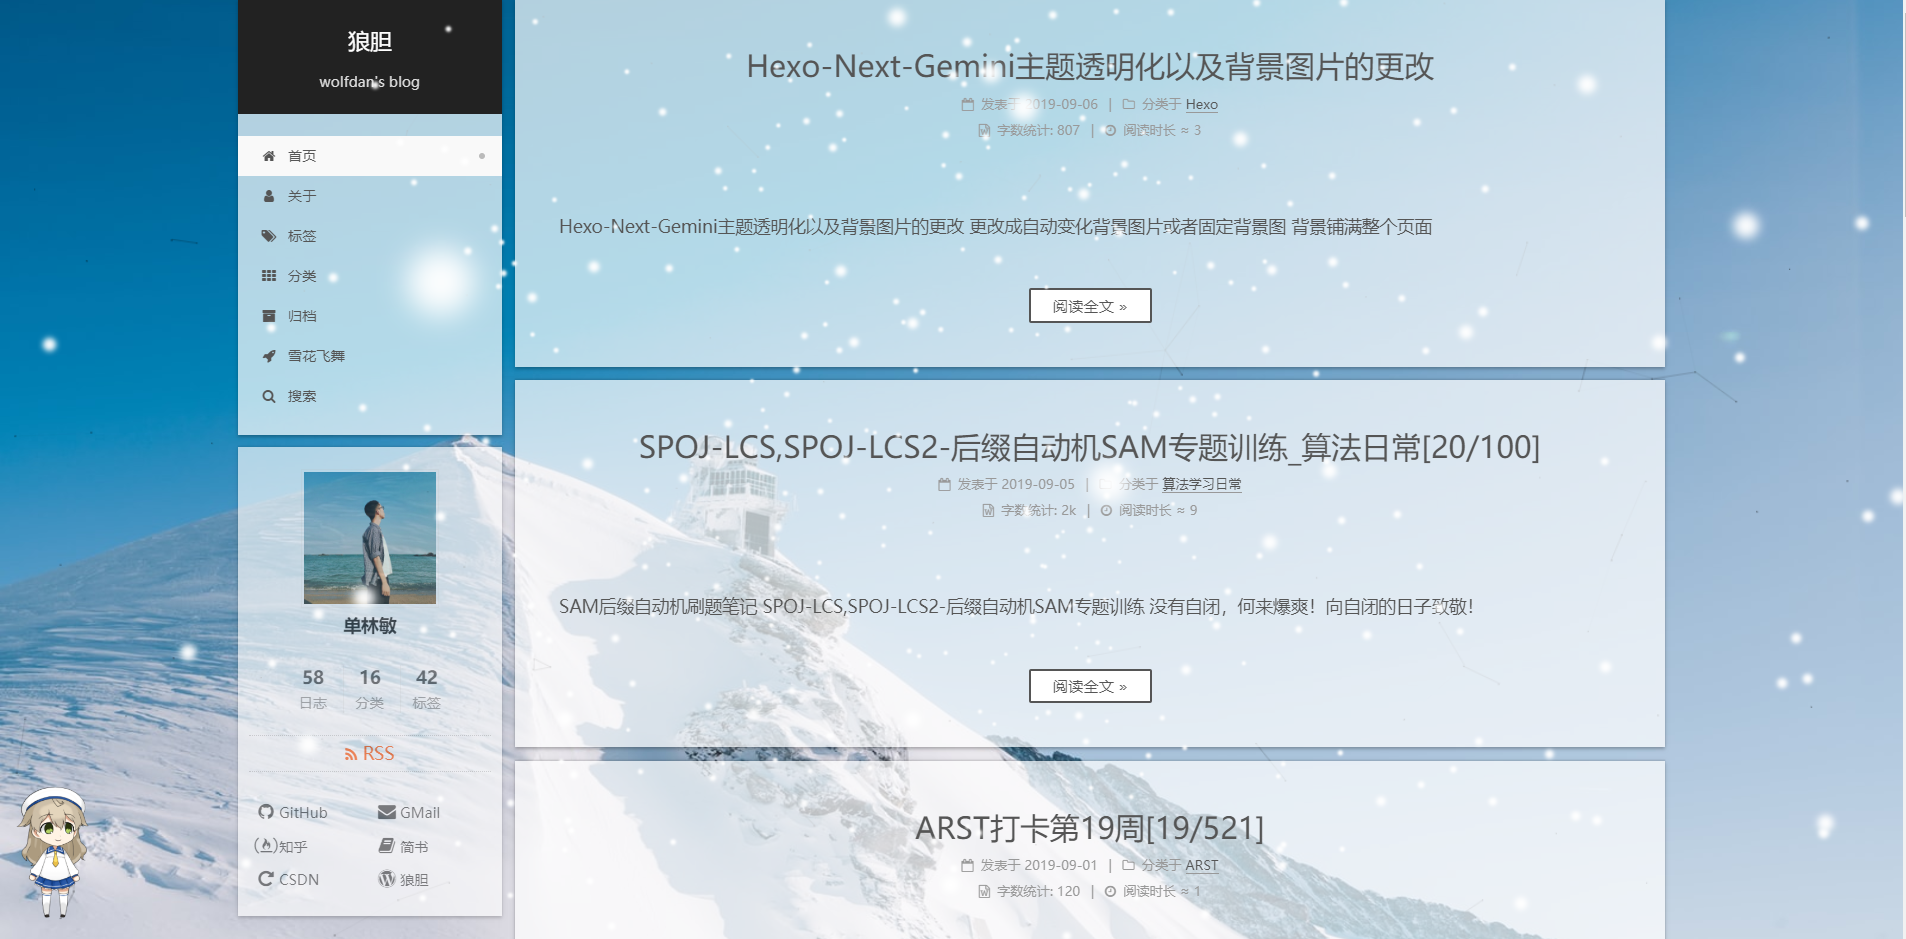 狼胆
wolfdan's blog
首页
关于
标签
分类
归档
雪花飞舞
搜索
单林敏
58 16 42
日志 分类 标签
RSS
GitHub GMail
知乎 简书
CSDN 狼胆
Hexo-Next-Gemini主题透明化以及背景图片的更改
发表于 2019-09-06 | 分类于 Hexo
字数统计: 807 | 阅读时长 ≈ 3
Hexo-Next-Gemini主题透明化以及背景图片的更改 更改成自动变化背景图片或者固定背景图 背景铺满整个页面
阅读全文 »
SPOJ-LCS,SPOJ-LCS2-后缀自动机SAM专题训练_算法日常[20/100]
发表于 2019-09-05 | 分类于 算法学习日常
字数统计: 2k | 阅读时长 ≈ 9
SAM后缀自动机刷题笔记 SPOJ-LCS,SPOJ-LCS2-后缀自动机SAM专题训练 没有自闭，何来爆爽！向自闭的日子致敬！
阅读全文 »
ARST打卡第19周[19/521]
发表于 2019-09-01 | 分类于 ARST
字数统计: 120 | 阅读时长 ≈ 1